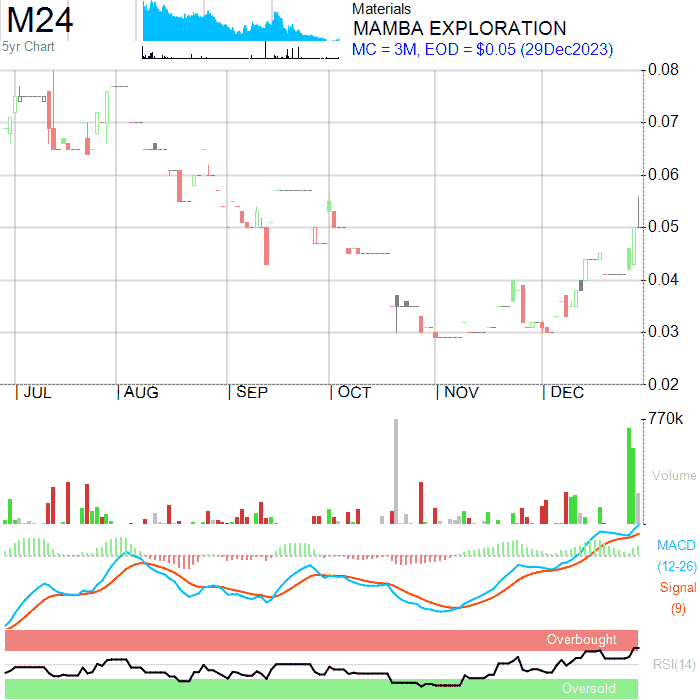 M24
5yr Chart
Materials
MAMBA EXPLORATION
MC = 3M, EOD = $0.05 (29Dec2023)
0.08
0.07
0.06
0.05
0.04
0.03
0.02
JUL AUG SEP OCT NOV DEC
770k
Volume
MACD
(12-26)
Signal
(9)
Overbought
RSI(14)
Oversold